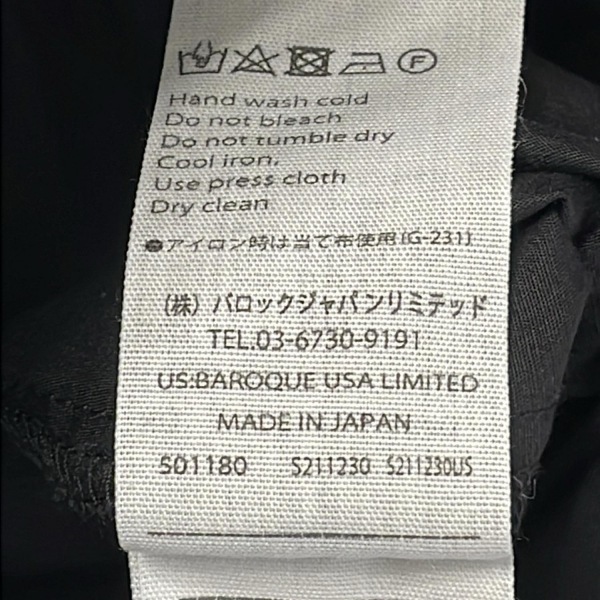 F
Hand wash cold
Do not bleach
Do not tumble dry
Cool iron,
Use press cloth
Dry clean
●アイロン時は当て布使用(G-231)
(株) バロックジャパンリミテッド
TEL.03-6730-9191
US:BAROQUE USA LIMITED
MADE IN JAPAN
501180 S211230 S211230US